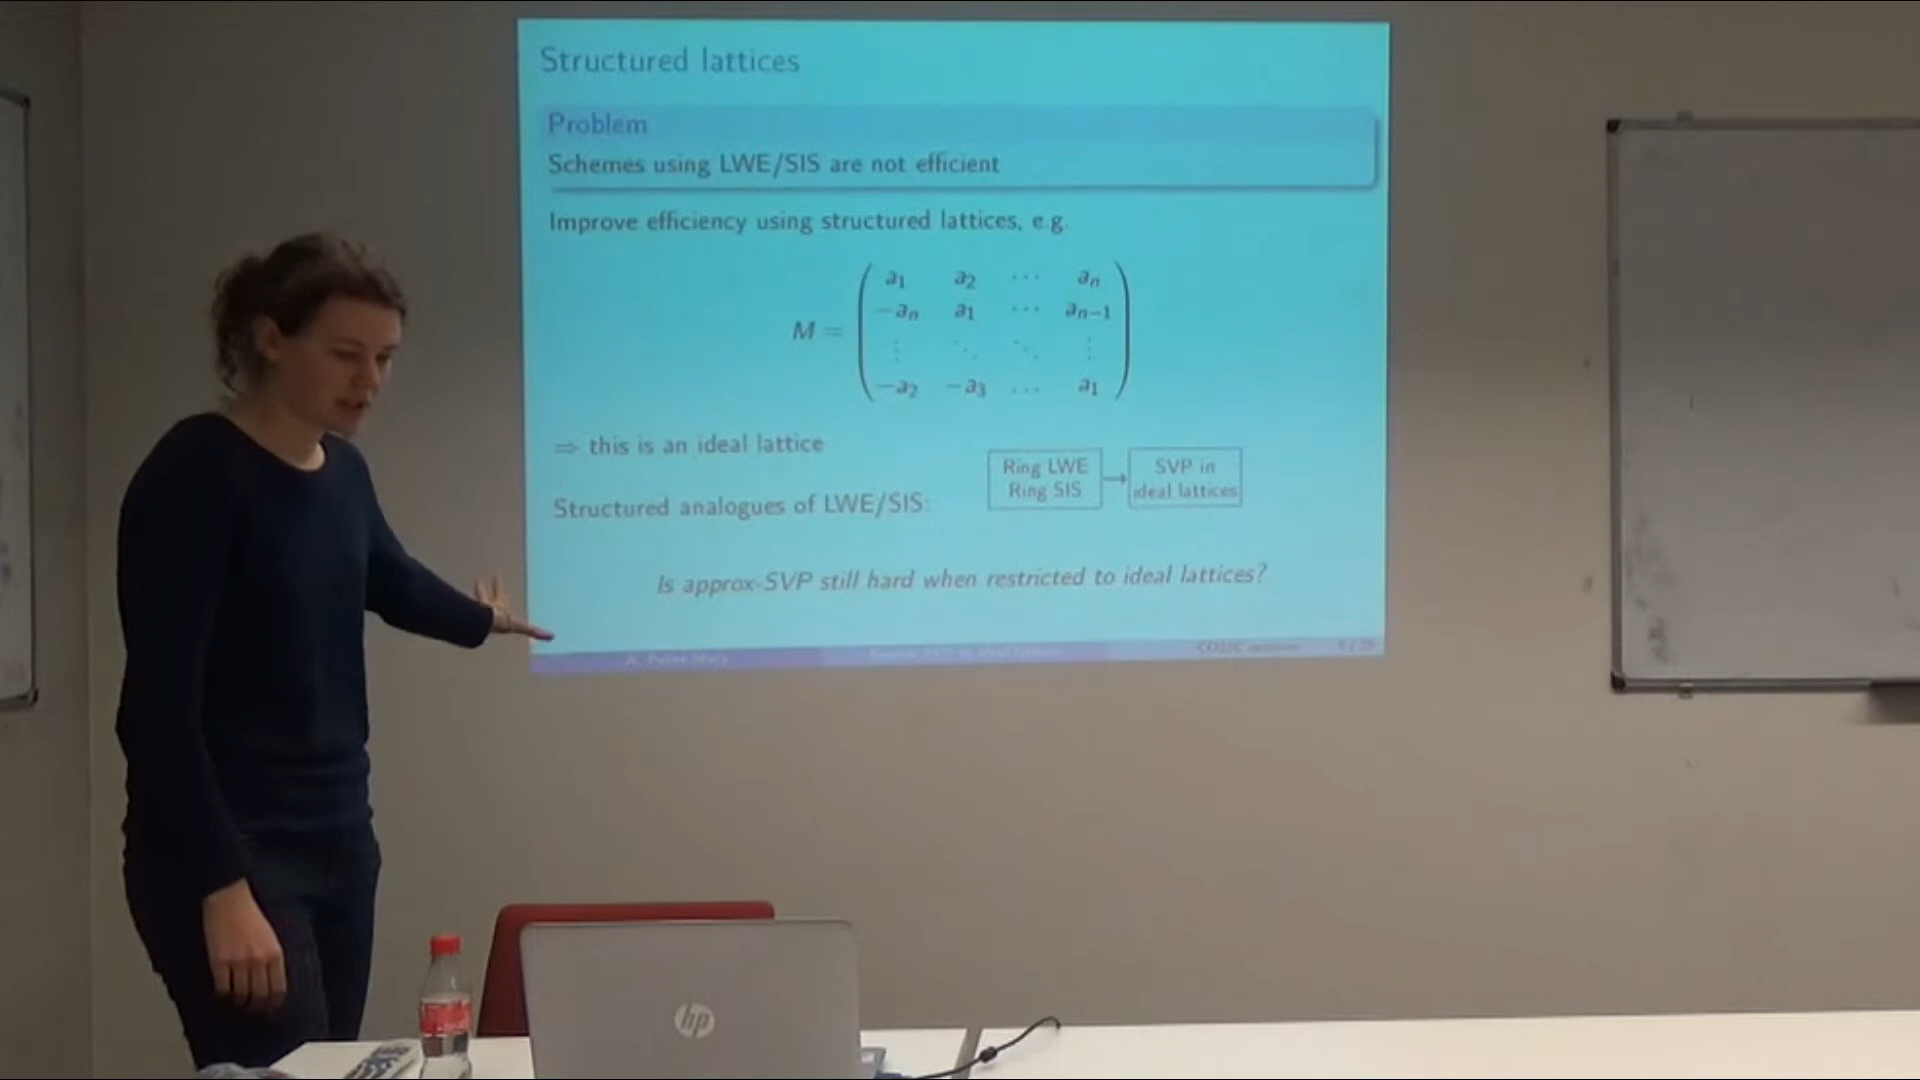 Structured lattices
Problem
Schemes using LWE/SIS are not efficient
Improve efficiency using structured lattices, e.g.
M =
a₁ a₂ ⋯ aₙ
−aₙ a₁ ⋯ aₙ₋₁
⋮ ⋱ ⋱ ⋮
−a₂ −a₃ … a₁
⇒ this is an ideal lattice
Structured analogues of LWE/SIS:
Ring LWE
Ring SIS
→
SVP in
ideal lattices
Is approx-SVP still hard when restricted to ideal lattices?
hp